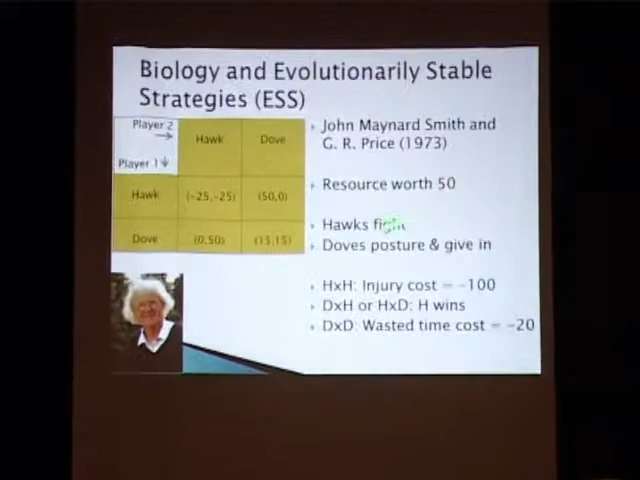 Biology and Evolutionarily Stable
Strategies (ESS)
Player 2
Player 1
Hawk
Dove
Hawk
(-25,-25)
(50,0)
Dove
(0,50)
(15,15)
John Maynard Smith and
G. R. Price (1973)
Resource worth 50
Hawks fight
Doves posture & give in
HxH: Injury cost = -100
DxH or HxD: H wins
DxD: Wasted time cost = -20